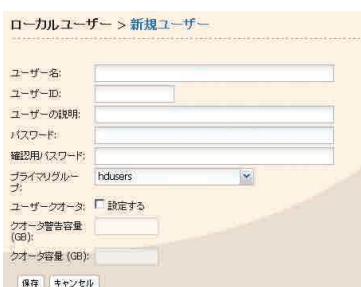 ローカルユーザー > 新規ユーザー
ユーザー名:
ユーザーID:
ユーザーの説明:
パスワード:
確認用パスワード:
プライマリグルー
プ:
hdusers
ユーザークオータ: 設定する
クオータ警告容量
(GB):
クオータ容量 (GB):
保存 キャンセル